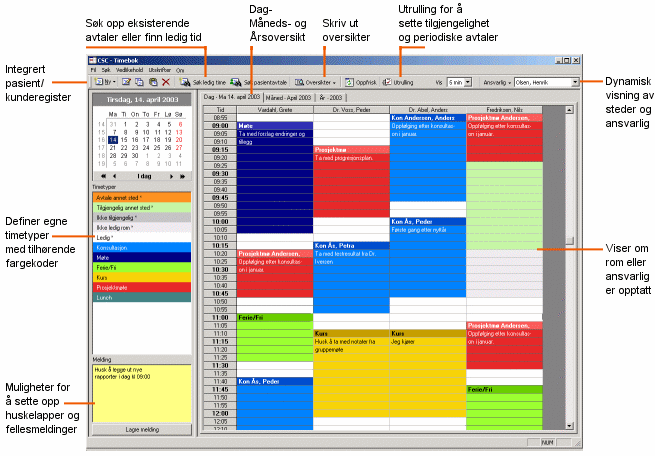 Søk opp eksisterende
avtaler eller finn ledig tid
Dag-
Måneds- og
Årsoversikt
Skriv ut
oversikter
Utrulling for å
sette tilgjengelighet
og periodiske avtaler
Integrert
pasient/
kunderegister
Definer egne
timetyper
med tilhørende
fargekoder
Muligheter for
å sette opp
huskelapper og
fellesmeldinger
Dynamisk
visning av
steder og
ansvarlig
Viser om
rom eller
ansvarlig
er opptatt
CSC - Timebok
Fil Søk Vedlikehold Utskrifter Om
Ny Søk ledig time Søk pasientavtale Oversikter Oppfrisk Utrulling Vis 5 min Ansvarlig Olsen, Henrik
Tirsdag, 14. april 2003
Ma Ti On To Fr Lø Sø
14 31 1 2 3 4 5 6
15 7 8 9 10 11 12 13
16 14 15 16 17 18 19 20
17 21 22 23 24 25 26 27
18 28 29 30 1 2 3 4
19 5 6 7 8 9 10 11
I dag
Timetyper
Avtale annet sted *
Tilgjengelig annet sted *
Ikke tilgjengelig *
Ikke ledig rom *
Ledig *
Konsultasjon
Møte
Ferie/Fri
Kurs
Prosjektmøte
Lunch
Melding
Husk å legge ut nye
rapporter i dag til 09:00
Lagre melding
Dag - Ma 14. april 2003 Måned - April 2003 År - 2003
Tid Værdahl, Grete Dr. Voss, Peder Dr. Abel, Anders Fredriksen, Nils
08:55
09:00
09:05
09:10
09:15
09:20
09:25
09:30
09:35
09:40
09:45
09:50
09:55
10:00
10:05
10:10
10:15
10:20
10:25
10:30
10:35
10:40
10:45
10:50
10:55
11:00
11:05
11:10
11:15
11:20
11:25
11:30
11:35
11:40
11:45
11:50
11:55
12:00
12:05
12:10
Møte
Ta med forslag endringer og
tillegg
Prosjektmø Andersen,
Oppfølging etter konsultas-
on i januar.
Ferie/Fri
Kon Ås, Peder
Prosjektmø
Ta med progresjonsplan.
Kon Ås, Petra
Ta med testresultat fra Dr.
Iversen.
Kurs
Husk å ta med notater fra
gruppemøte
Kon Andersen, Anders
Oppfølging etter konsultas-
on i januar.
Kon Ås, Peder
Første gang etter nyttår
Kurs
Jeg kjører
Prosjektmø Andersen,
Oppfølging etter konsultas-
on i januar.
Prosjektmø Andersen,
Oppfølging etter konsultas-
on i januar.
Ferie/Fri
NUM